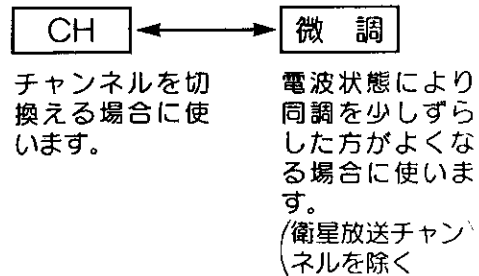 CH
微調
チャンネルを切
換える場合に使
います。
電波状態により
同調を少しずら
した方がよくな
る場合に使いま
す。
(衛星放送チャン
ネルを除く